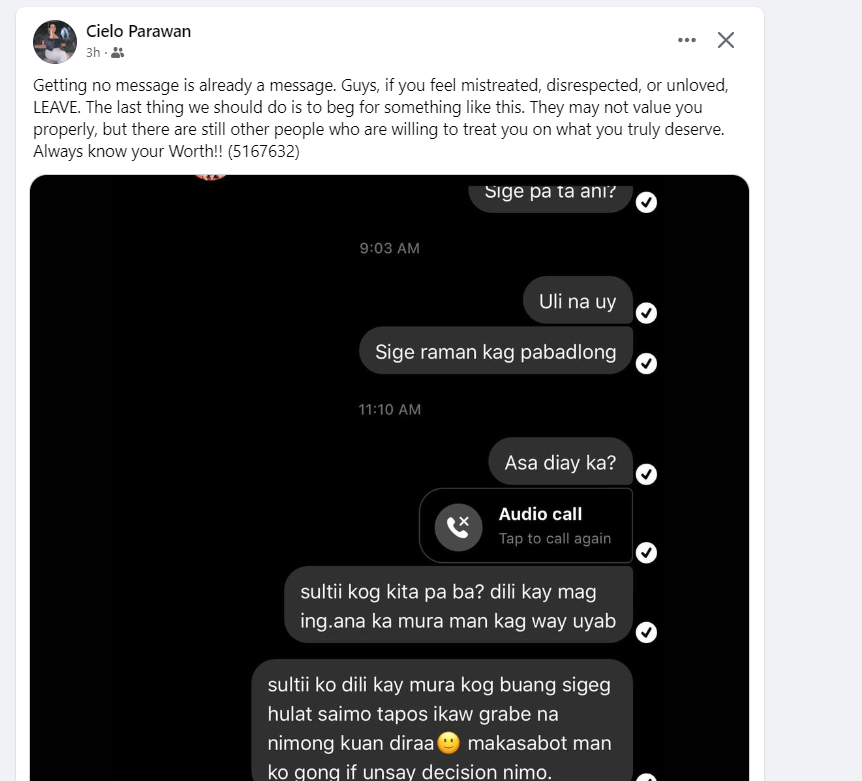 Cielo Parawan
3h ·
Getting no message is already a message. Guys, if you feel mistreated, disrespected, or unloved,
LEAVE. The last thing we should do is to beg for something like this. They may not value you
properly, but there are still other people who are willing to treat you on what you truly deserve.
Always know your Worth!! (5167632)
Sige pa ta ani?
9:03 AM
Uli na uy
Sige raman kag pabadlong
11:10 AM
Asa diay ka?
Audio call
Tap to call again
sultii kog kita pa ba? dili kay mag
ing.ana ka mura man kag way uyab
sultii ko dili kay mura kog buang sigeg
hulat saimo tapos ikaw grabe na
nimong kuan diraa🙂 makasabot man
ko gong if unsay decision nimo.